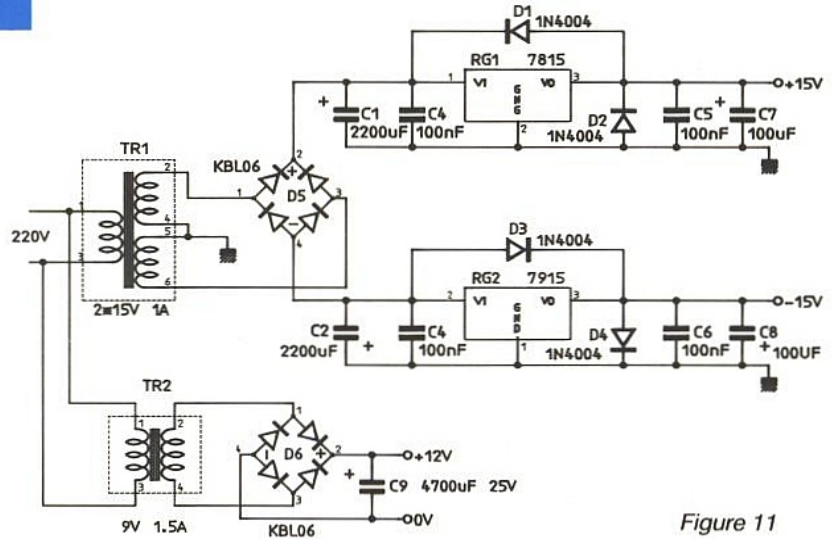 D1
1N4004
RG1 7815
1 VI GND VO 3
2
+
C1
2200uF
C4
100nF
D2
1N4004
C5
100nF
+
C7
100uF
+15V
TR1
2
1
4
5
3
6
220V
2x15V 1A
KBL06
2
+
1 D5 3
-
4
D3
1N4004
RG2 7915
2 VI GND VO 3
1
C2
2200uF +
C4
100nF
D4
1N4004
C6
100nF
C8
+ 100UF
-15V
TR2
1 2
3 4
9V 1.5A
1
4 - D6 + 2
3
KBL06
+12V
+
C9 4700uF 25V
0V
Figure 11